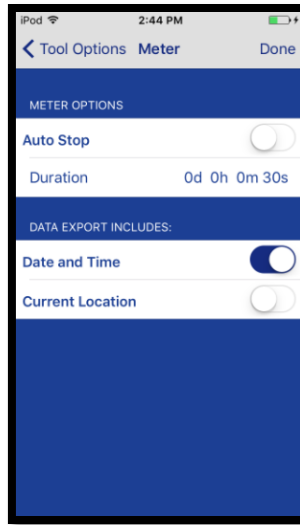 iPod 2:44 PM
Tool Options Meter Done
METER OPTIONS
Auto Stop
Duration 0d 0h 0m 30s
DATA EXPORT INCLUDES:
Date and Time
Current Location